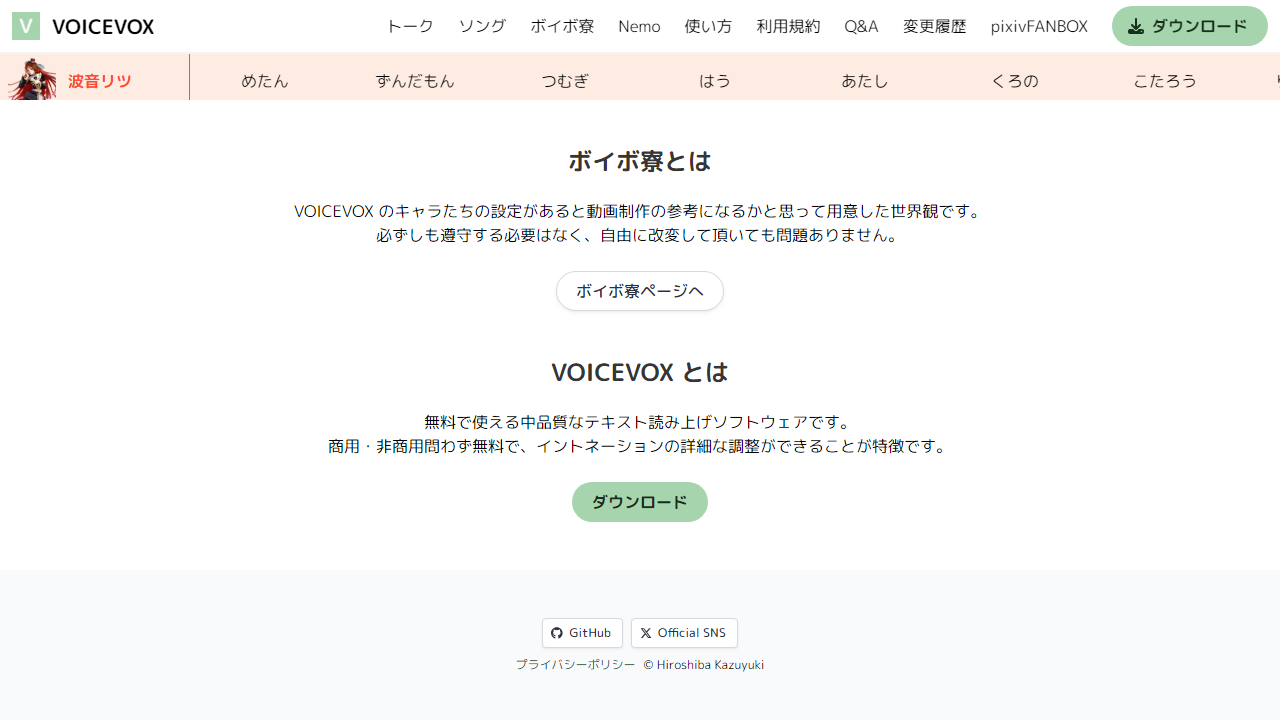 V VOICEVOX トーク ソング ボイボ寮 Nemo 使い方 利用規約 Q&A 変更履歴 pixivFANBOX ダウンロード
波音リツ めたん ずんだもん つむぎ はう あたし くろの こたろう
ボイボ寮とは
VOICEVOX のキャラたちの設定があると動画制作の参考になるかと思って用意した世界観です。
必ずしも遵守する必要はなく、自由に改変して頂いても問題ありません。
ボイボ寮ページへ
VOICEVOX とは
無料で使える中品質なテキスト読み上げソフトウェアです。
商用・非商用問わず無料で、イントネーションの詳細な調整ができることが特徴です。
ダウンロード
GitHub Official SNS
プライバシーポリシー © Hiroshiba Kazuyuki